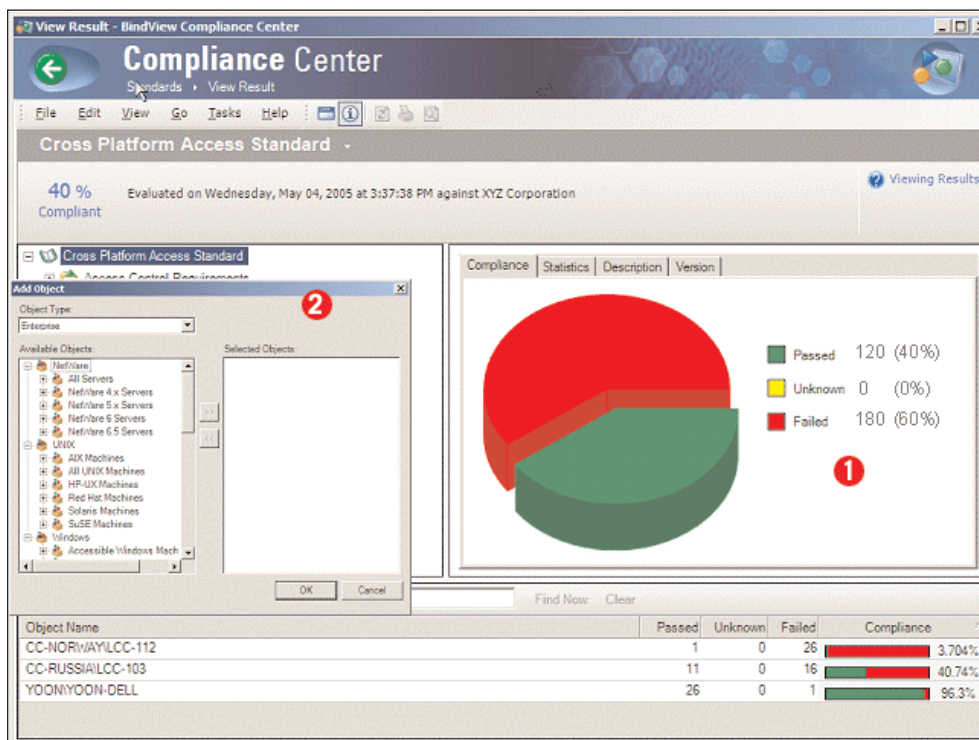 View Result - BindView Compliance Center
Compliance Center
Standards › View Result
File Edit View Go Tasks Help
Cross Platform Access Standard
40 %
Compliant
Evaluated on Wednesday, May 04, 2005 at 3:37:38 PM against XYZ Corporation
Viewing Results
Cross Platform Access Standard
Access Control Requirements
Add Object
2
Object Type:
Enterprise
Available Objects:
Selected Objects:
NetWare
All Servers
NetWare 4.x Servers
NetWare 5.x Servers
NetWare 6 Servers
NetWare 6.5 Servers
UNIX
AIX Machines
All UNIX Machines
HP-UX Machines
Red Hat Machines
Solaris Machines
SuSE Machines
Windows
Accessible Windows Mach
>>
<<
OK Cancel
Compliance Statistics Description Version
Passed 120 (40%)
Unknown 0 (0%)
Failed 180 (60%)
1
Find Now Clear
Object Name Passed Unknown Failed Compliance
CC-NORWAY\LCC-112 1 0 26 3.704%
CC-RUSSIA\LCC-103 11 0 16 40.74%
YOON\YOON-DELL 26 0 1 96.3%